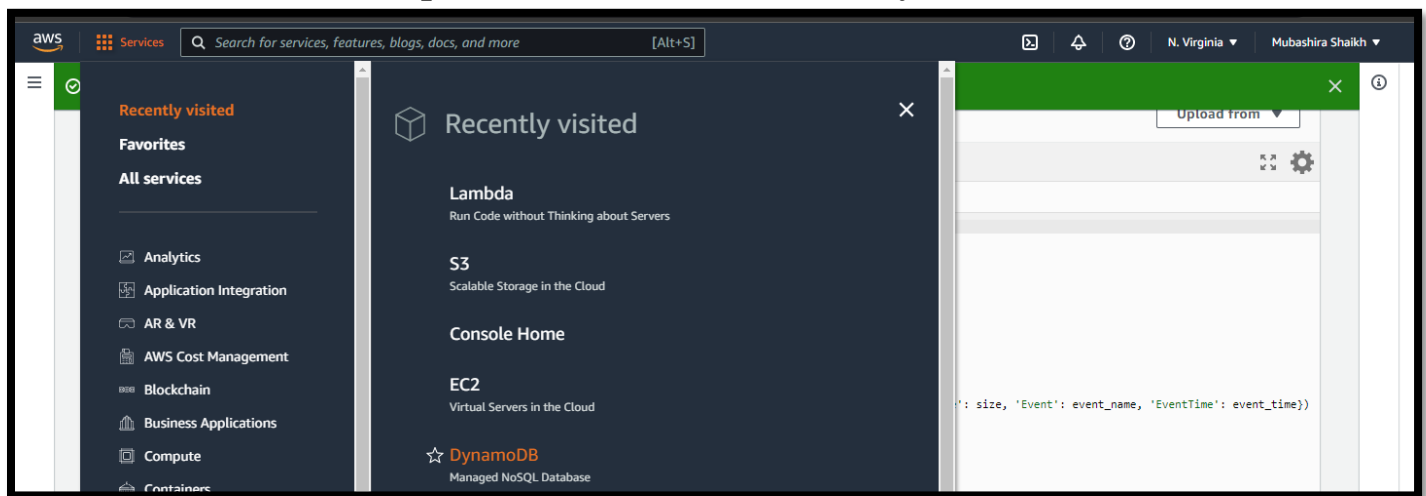 aws Services Search for services, features, blogs, docs, and more [Alt+S] N. Virginia ▼ Mubashira Shaikh ▼
Recently visited
Favorites
All services
Analytics
Application Integration
AR & VR
AWS Cost Management
Blockchain
Business Applications
Compute
Containers
Recently visited
Lambda
Run Code without Thinking about Servers
S3
Scalable Storage in the Cloud
Console Home
EC2
Virtual Servers in the Cloud
DynamoDB
Managed NoSQL Database
Upload from ▼
': size, 'Event': event_name, 'EventTime': event_time})